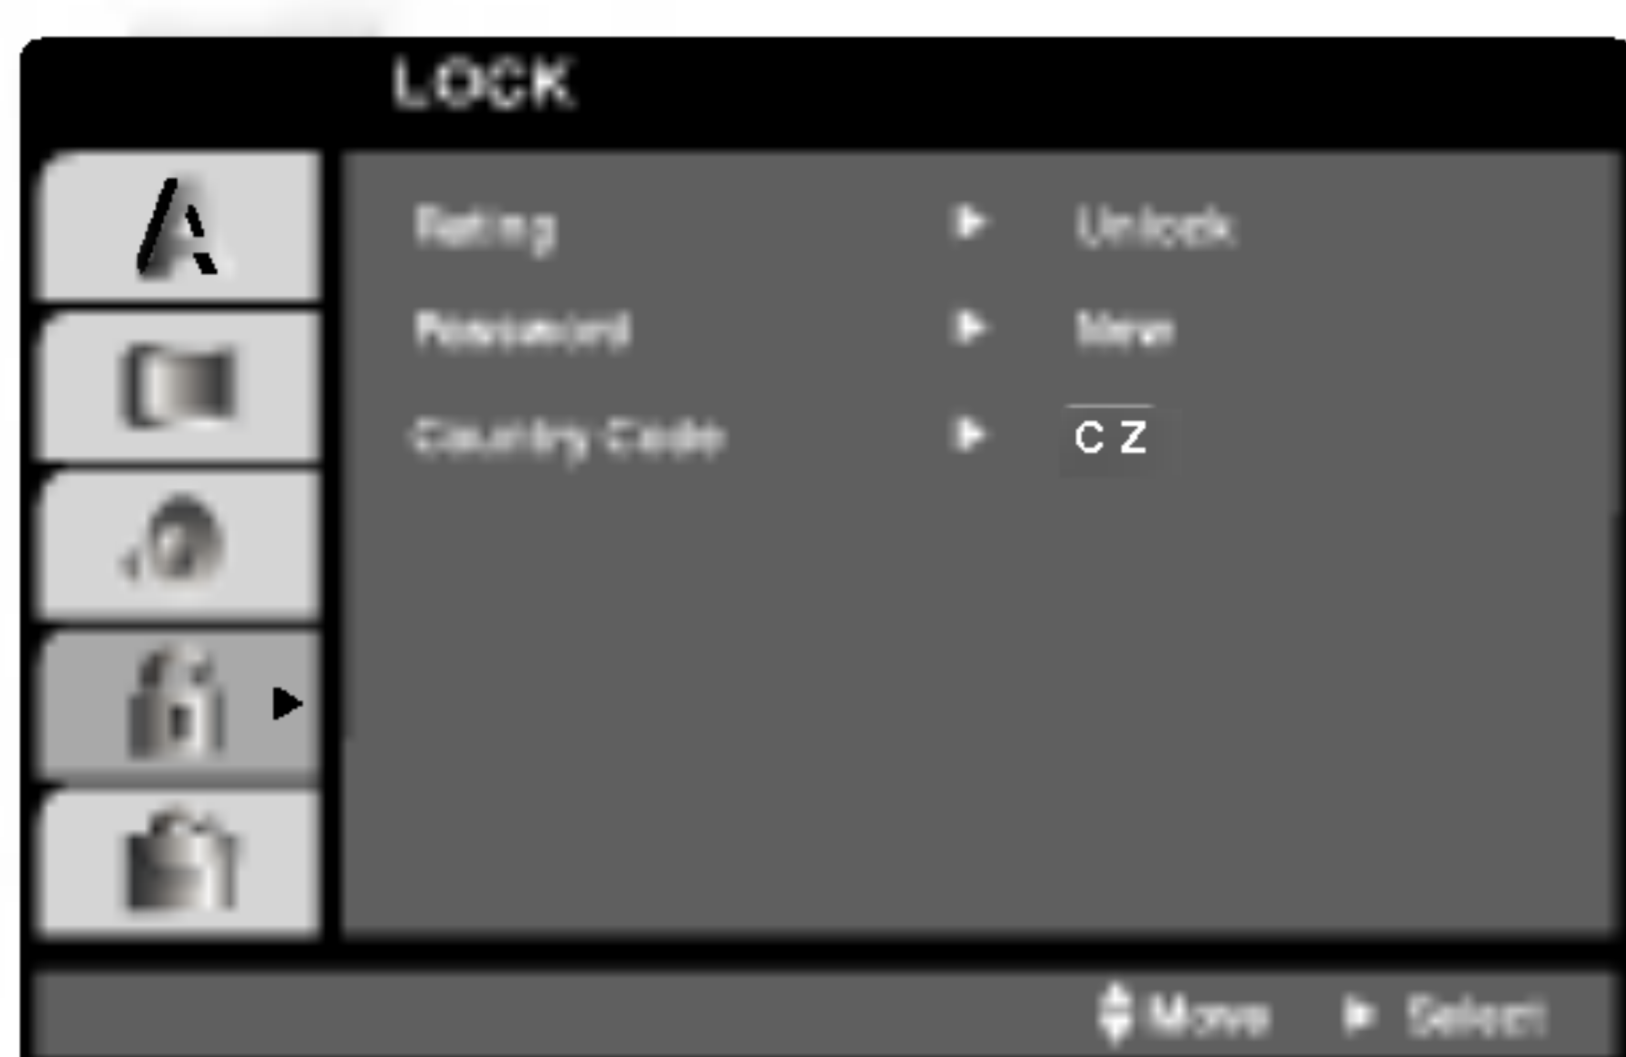 LOCK
Rating ► Unlock
Password ► New
Country Code ► C Z
Move ► Select